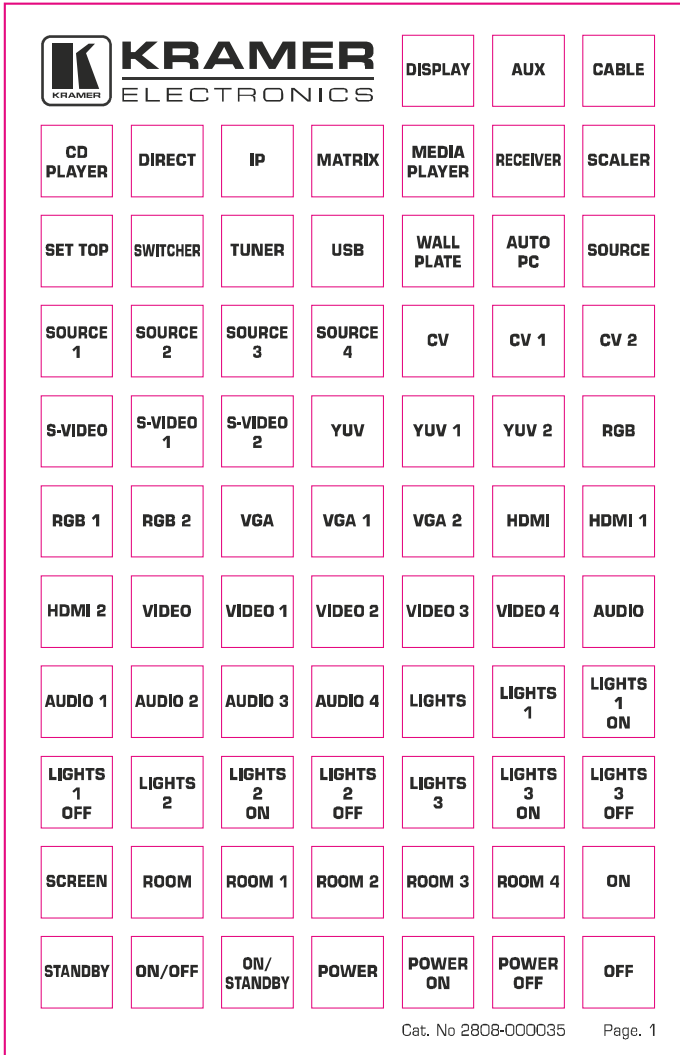 KRAMER
KRAMER
ELECTRONICS
DISPLAY
AUX
CABLE
CD
PLAYER
DIRECT
IP
MATRIX
MEDIA
PLAYER
RECEIVER
SCALER
SET TOP
SWITCHER
TUNER
USB
WALL
PLATE
AUTO
PC
SOURCE
SOURCE
1
SOURCE
2
SOURCE
3
SOURCE
4
CV
CV 1
CV 2
S-VIDEO
S-VIDEO
1
S-VIDEO
2
YUV
YUV 1
YUV 2
RGB
RGB 1
RGB 2
VGA
VGA 1
VGA 2
HDMI
HDMI 1
HDMI 2
VIDEO
VIDEO 1
VIDEO 2
VIDEO 3
VIDEO 4
AUDIO
AUDIO 1
AUDIO 2
AUDIO 3
AUDIO 4
LIGHTS
LIGHTS
1
LIGHTS
1
ON
LIGHTS
1
OFF
LIGHTS
2
LIGHTS
2
ON
LIGHTS
2
OFF
LIGHTS
3
LIGHTS
3
ON
LIGHTS
3
OFF
SCREEN
ROOM
ROOM 1
ROOM 2
ROOM 3
ROOM 4
ON
STANDBY
ON/OFF
ON/
STANDBY
POWER
POWER
ON
POWER
OFF
OFF
Cat. No 2808-000035
Page. 1